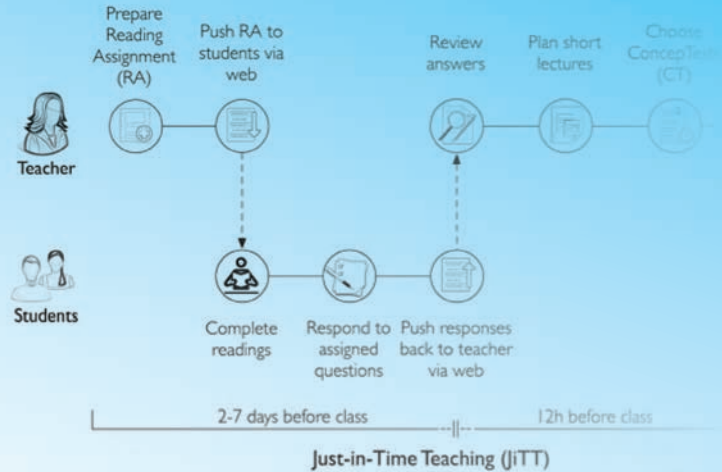 Prepare
Reading
Assignment
(RA)
Push RA to
students via
web
Review
answers
Plan short
lectures
Choose
ConcepTests
(CT)
Teacher
Students
Complete
readings
Respond to
assigned
questions
Push responses
back to teacher
via web
2-7 days before class
12h before class
Just-in-Time Teaching (JiTT)